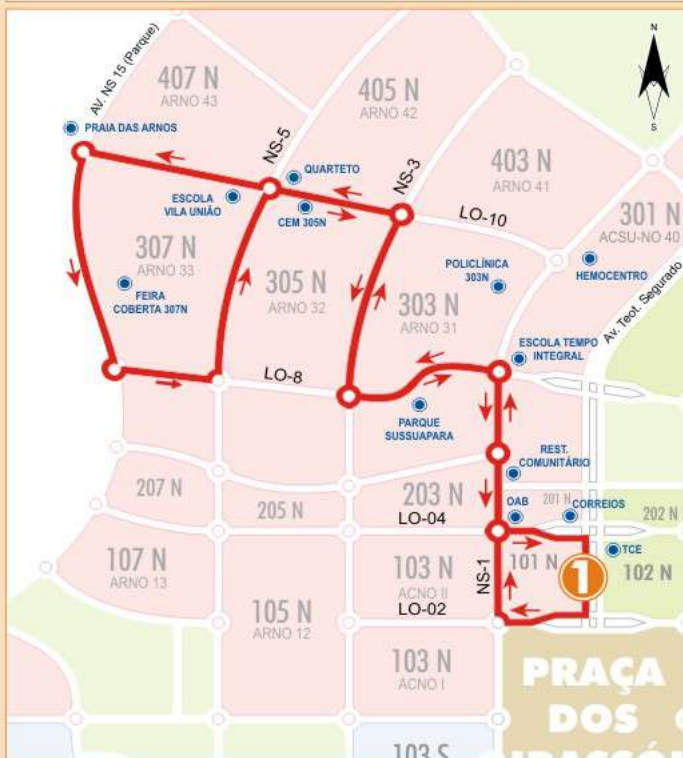 N
S
AV. NS 15 (Parque)
407 N
ARNO 43
405 N
ARNO 42
PRAIA DAS ARNOS
NS-5
QUARTETO
NS-3
403 N
ARNO 41
ESCOLA
VILA UNIÃO
CEM 305N
LO-10
301 N
ACSU-NO 40
307 N
ARNO 33
305 N
ARNO 32
POLICLÍNICA
303N
HEMOCENTRO
FEIRA
COBERTA 307N
303 N
ARNO 31
Av. Teot. Segurado
ESCOLA TEMPO
INTEGRAL
LO-8
PARQUE
SUSSUAPARA
REST.
COMUNITÁRIO
207 N
205 N
203 N
OAB
201 N
CORREIOS
202 N
LO-04
107 N
ARNO 13
103 N
ACNO II
NS-1
101 N
1
TCE
102 N
105 N
ARNO 12
LO-02
103 N
ACNO I
PRAÇA
DOS
103 S